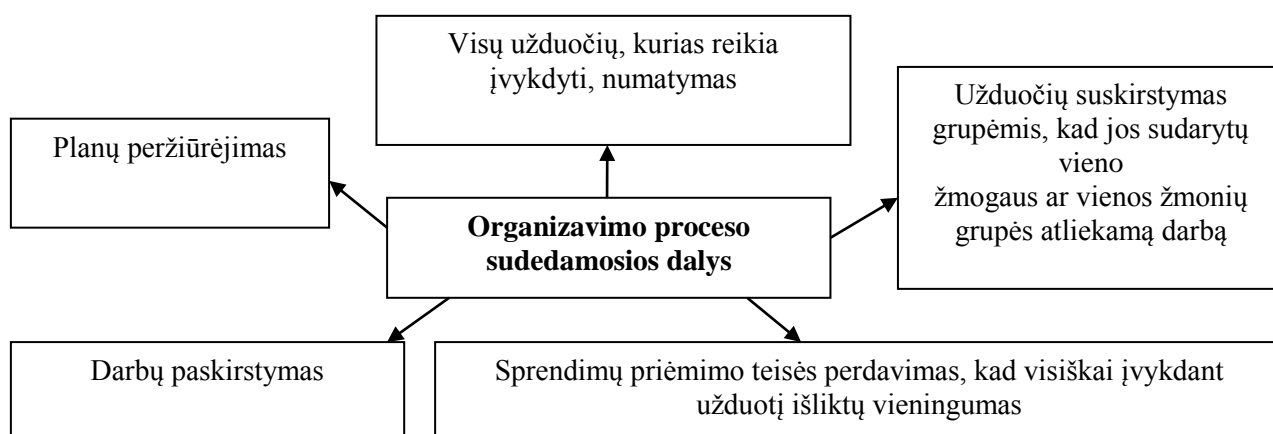 Visų užduočių, kurias reikia
įvykdyti, numatymas
Užduočių suskirstymas
grupėmis, kad jos sudarytų
vieno
žmogaus ar vienos žmonių
grupės atliekamą darbą
Planų peržiūrėjimas
Organizavimo proceso
sudedamosios dalys
Darbų paskirstymas
Sprendimų priėmimo teisės perdavimas, kad visiškai įvykdant
užduotį išliktų vieningumas